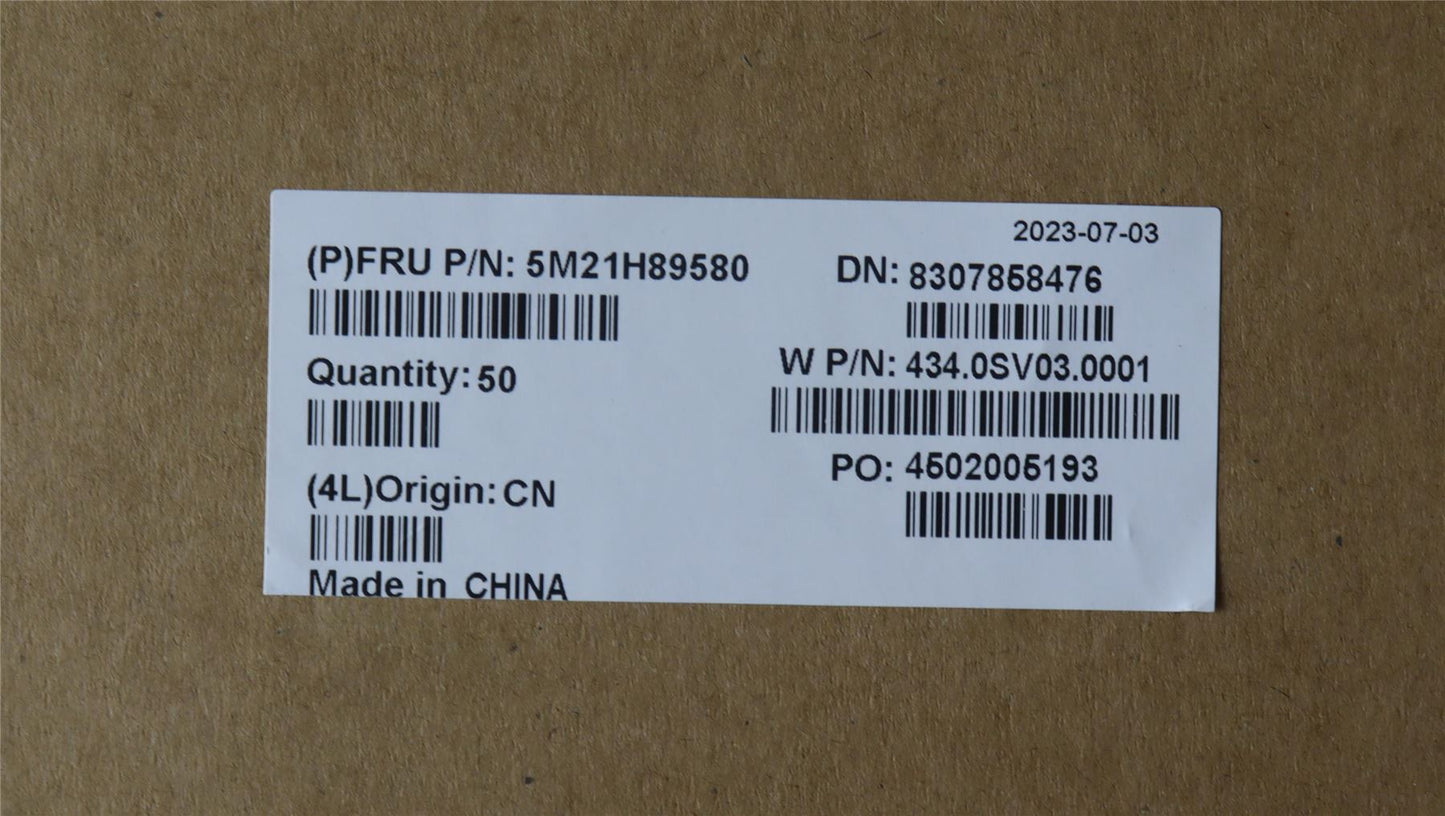 2023-07-03
(P)FRU P/N: 5M21H89580
DN: 8307858476
W P/N: 434.0SV03.0001
Quantity: 50
PO: 4502005193
(4L)Origin: CN
Made in CHINA